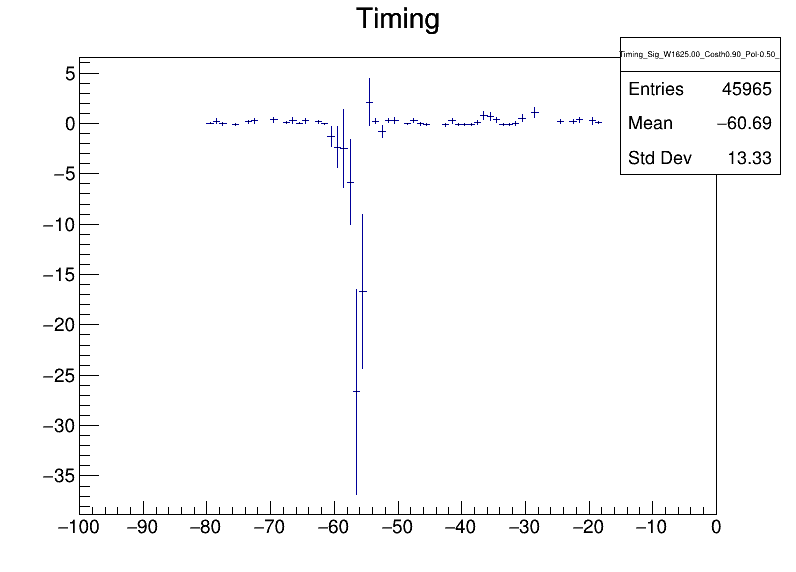 Timing
Timing_Sig_W1625.00_Costh0.90_Pol-0.50_
Entries 45965
Mean −60.69
Std Dev 13.33
5
0
−5
−10
−15
−20
−25
−30
−35
−100 −90 −80 −70 −60 −50 −40 −30 −20 −10 0